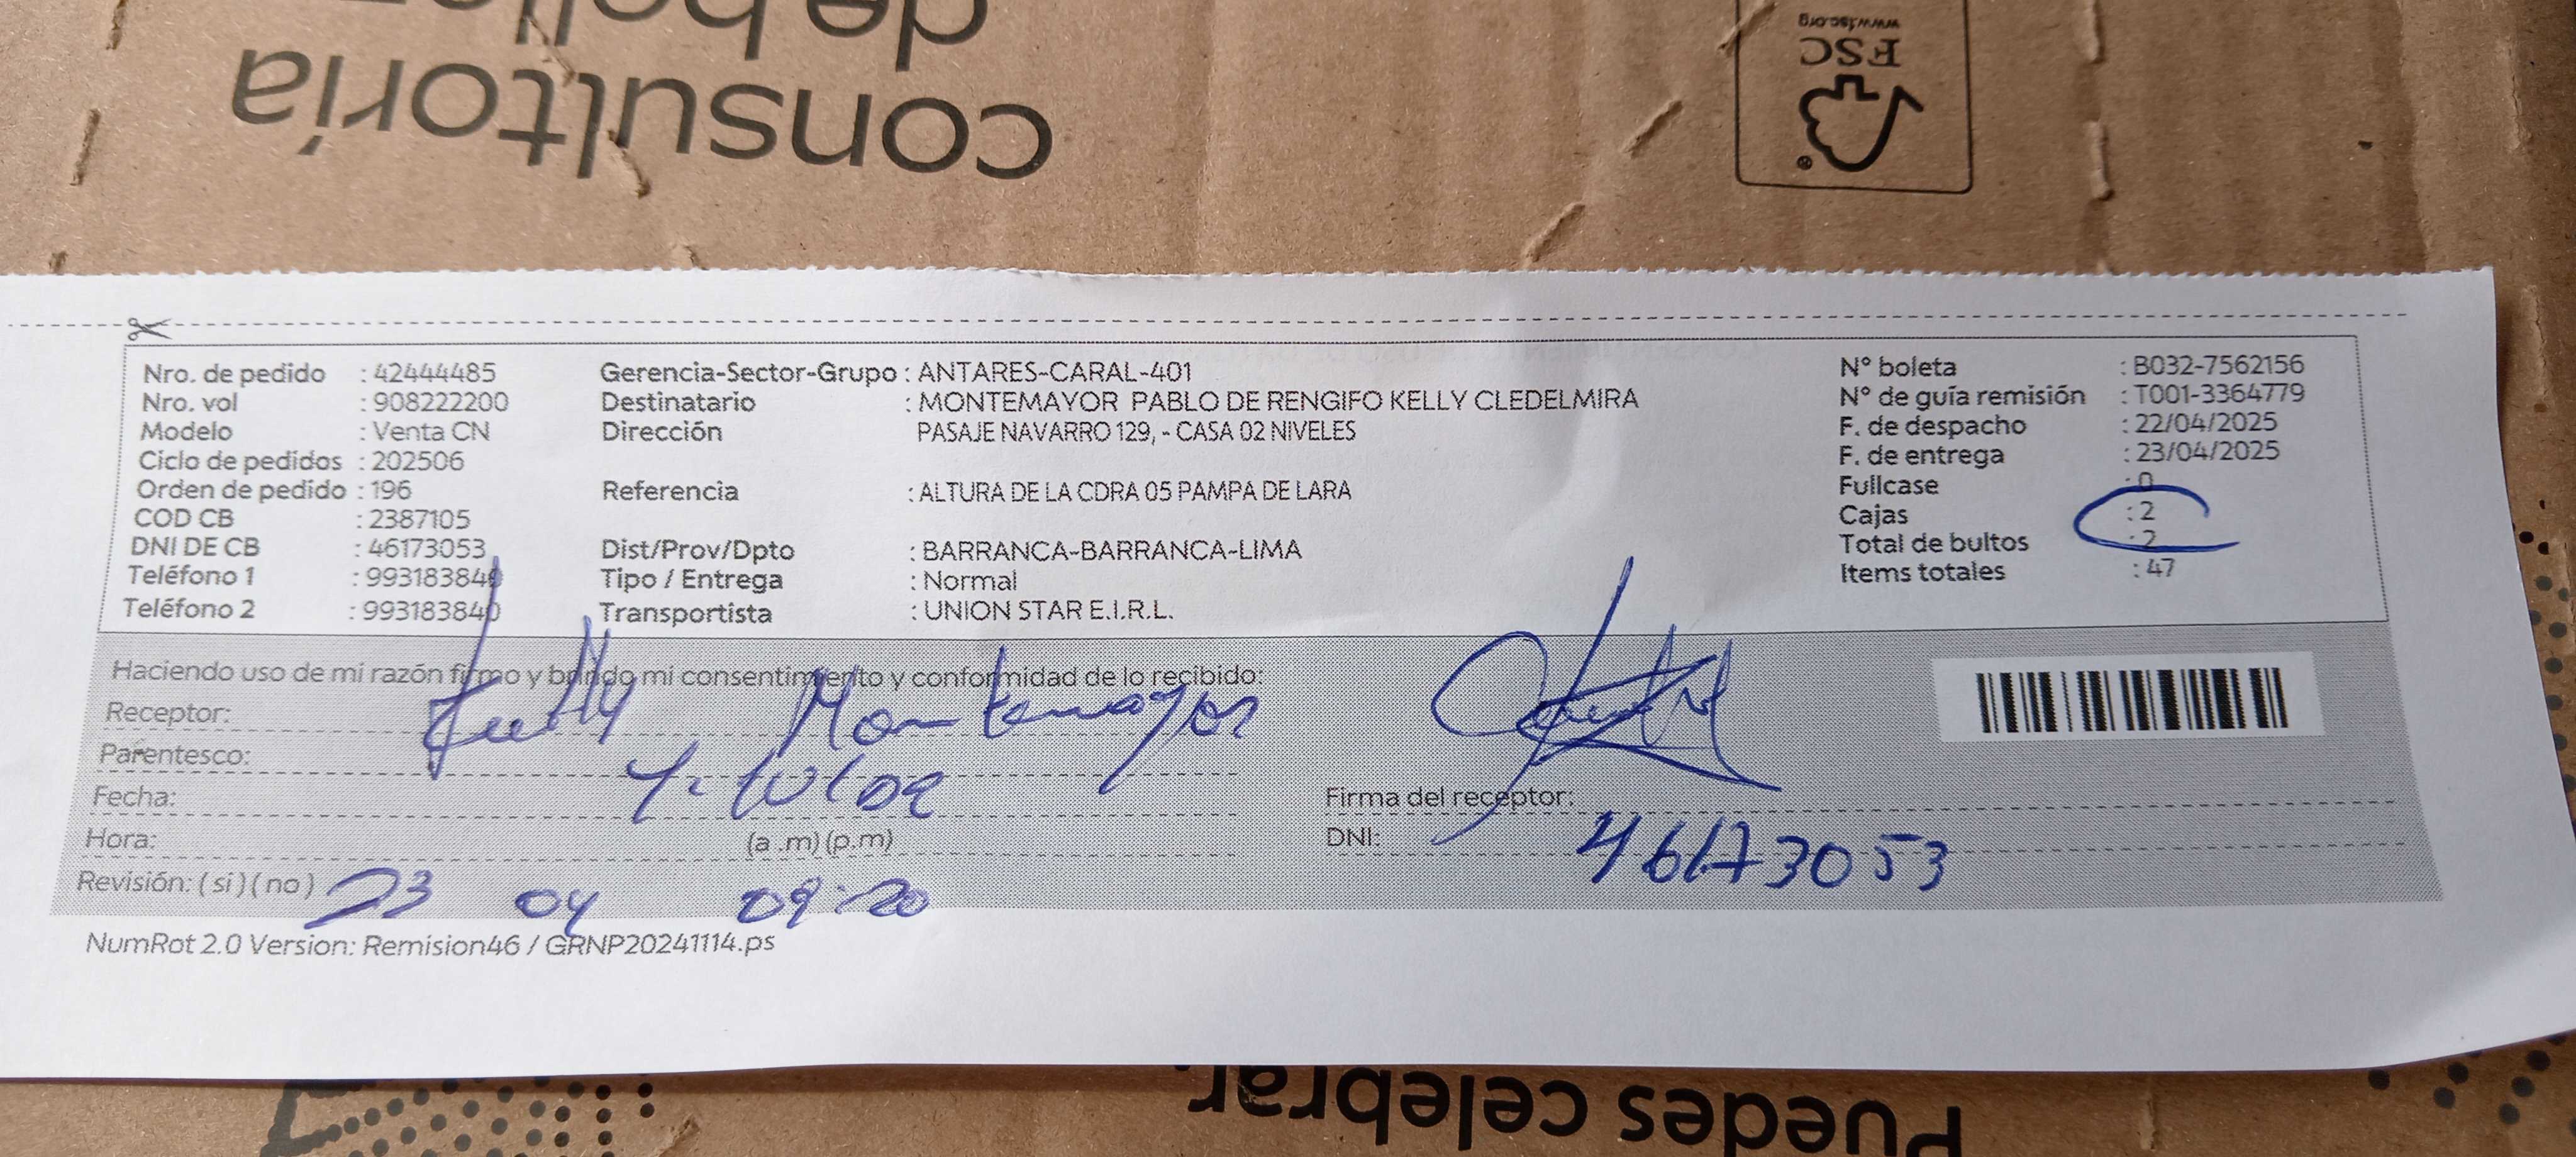 de belleza
consultoría
www.fsc.org
FSC
Nro. de pedido : 42444485
Nro. vol : 908222200
Modelo : Venta CN
Ciclo de pedidos : 202506
Orden de pedido : 196
COD CB : 2387105
DNI DE CB : 46173053
Teléfono 1 : 993183840
Teléfono 2 : 993183840
Gerencia-Sector-Grupo : ANTARES-CARAL-401
Destinatario : MONTEMAYOR PABLO DE RENGIFO KELLY CLEDELMIRA
Dirección PASAJE NAVARRO 129, - CASA 02 NIVELES
Referencia : ALTURA DE LA CDRA 05 PAMPA DE LARA
Dist/Prov/Dpto : BARRANCA-BARRANCA-LIMA
Tipo / Entrega : Normal
Transportista : UNION STAR E.I.R.L.
N° boleta : B032-7562156
N° de guía remisión : T001-3364779
F. de despacho : 22/04/2025
F. de entrega : 23/04/2025
Fullcase : 0
Cajas : 2
Total de bultos : 2
Items totales : 47
Haciendo uso de mi razón firmo y brindo mi consentimiento y conformidad de lo recibido:
Receptor: Kelly Montemayor
Parentesco:
Fecha:
Hora: (a .m) (p.m)
Revisión: ( si ) ( no ) 23 04 09:20
Firma del receptor:
DNI: 46173053
NumRot 2.0 Version: Remision46 / GRNP20241114.ps
Puedes celebrar.